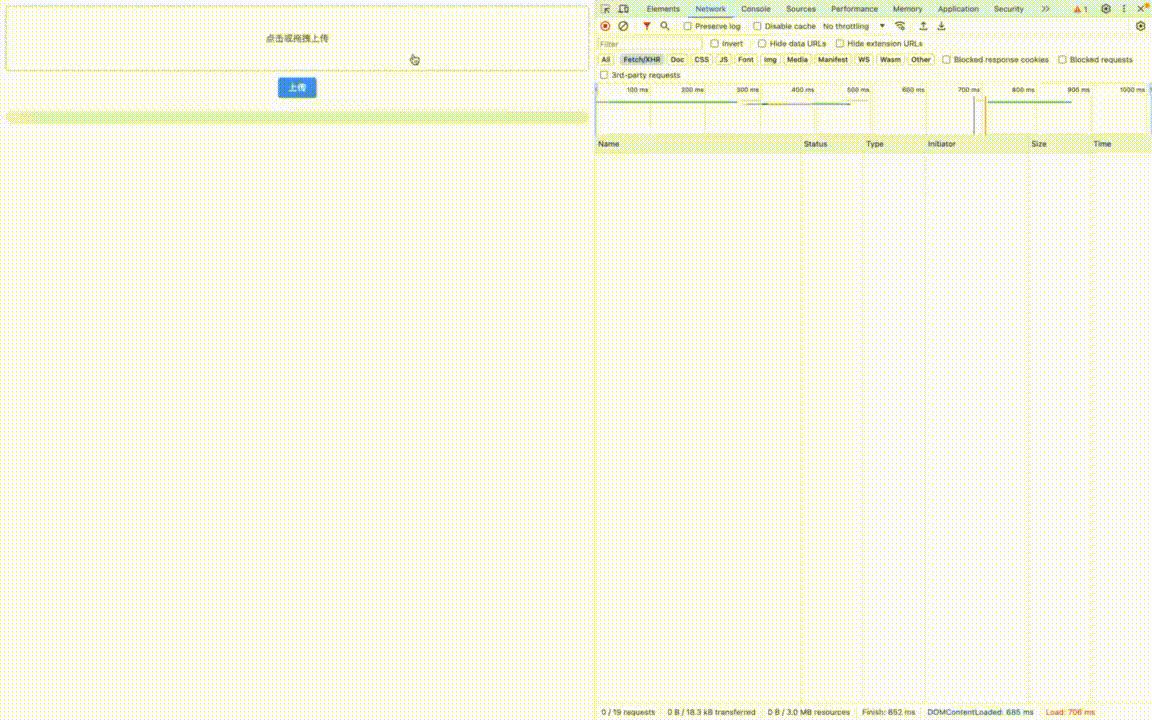 点击或拖拽上传
上传
Elements Network Console Sources Performance Memory Application Security 1
Preserve log Disable cache No throttling
Filter Invert Hide data URLs Hide extension URLs
All Fetch/XHR Doc CSS JS Font Img Media Manifest WS Wasm Other Blocked response cookies Blocked requests
3rd-party requests
100 ms 200 ms 300 ms 400 ms 500 ms 600 ms 700 ms 800 ms 900 ms 1000 ms
Name Status Type Initiator Size Time
0 / 19 requests 0 B / 18.3 kB transferred 0 B / 3.0 MB resources Finish: 852 ms DOMContentLoaded: 685 ms Load: 706 ms